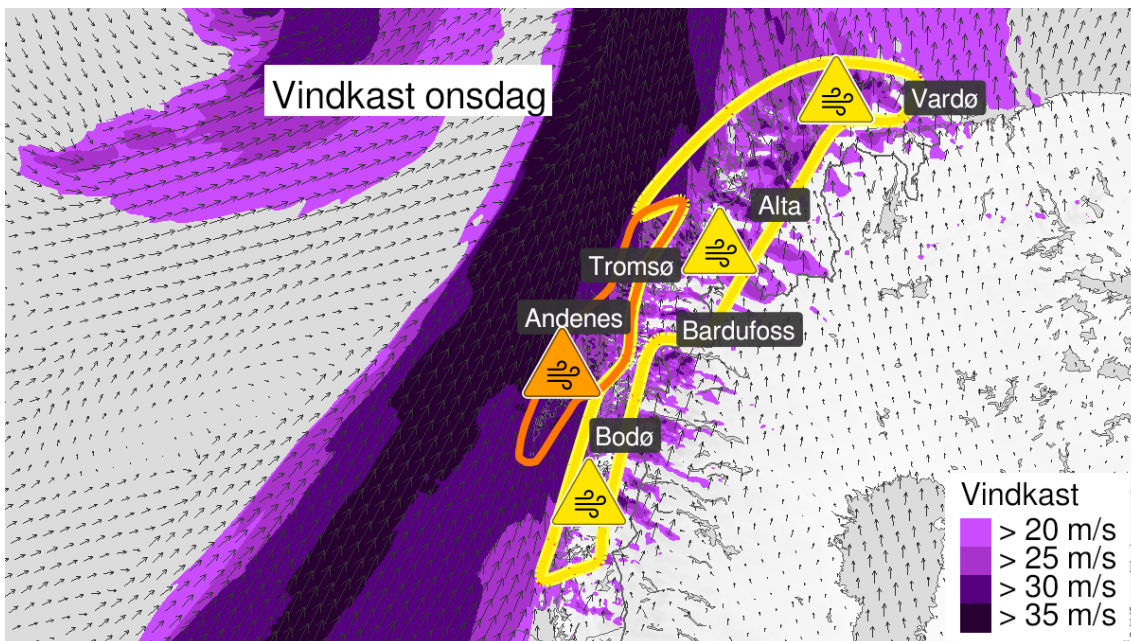 Vindkast onsdag
Vardø
Alta
Tromsø
Andenes
Bardufoss
Bodø
Vindkast
> 20 m/s
> 25 m/s
> 30 m/s
> 35 m/s